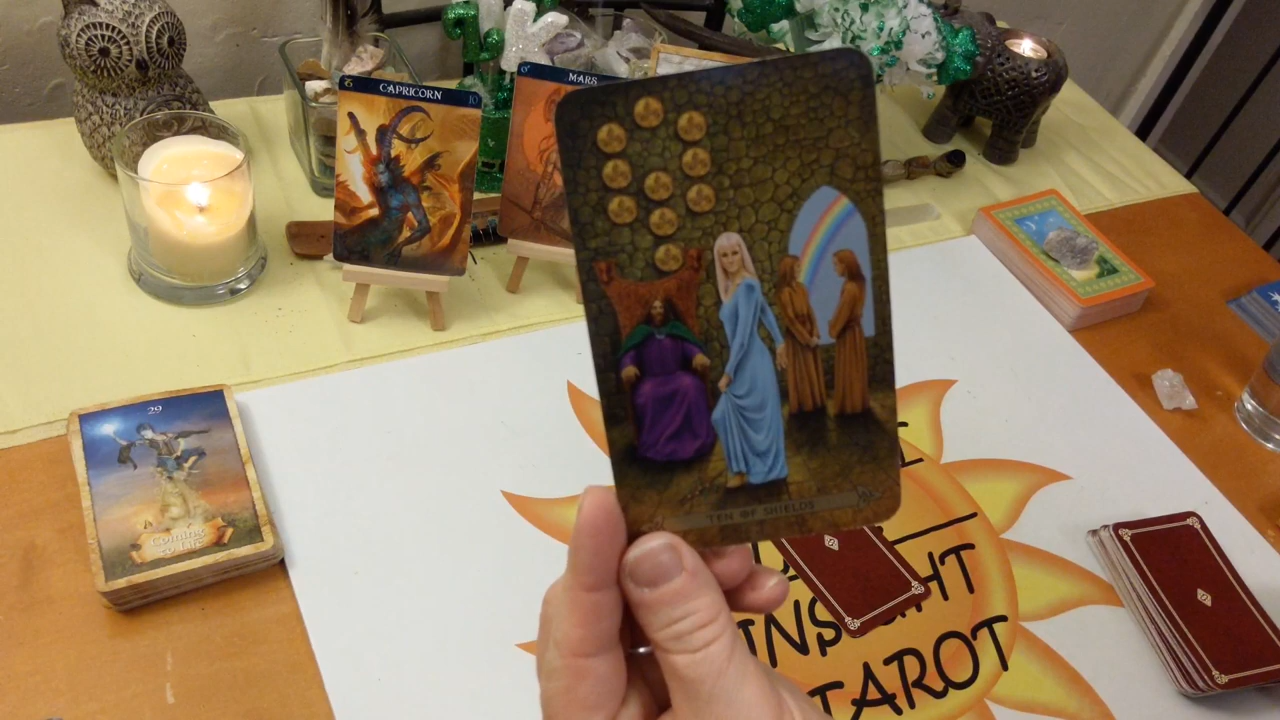 CAPRICORN 10
MARS
29
Coming
to Life
TEN OF SHIELDS
INSIGHT
TAROT